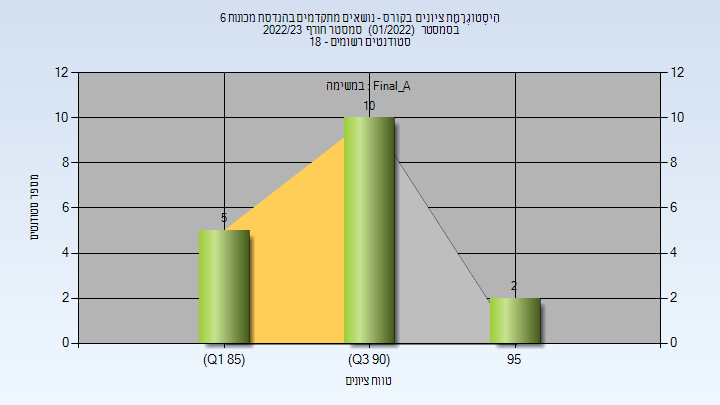 היסטוגרמת ציונים בקורס - נושאים מתקדמים בהנדסת מכונות 6
בסמסטר (01/2022) סמסטר חורף 2022/23
סטודנטים רשומים - 18
במשימה : Final_A
12 12
10 10 10
8 8
6 6
5
4 4
2 2 2
0 0
(Q1 85) (Q3 90) 95
טווח ציונים
מספר סטודנטים